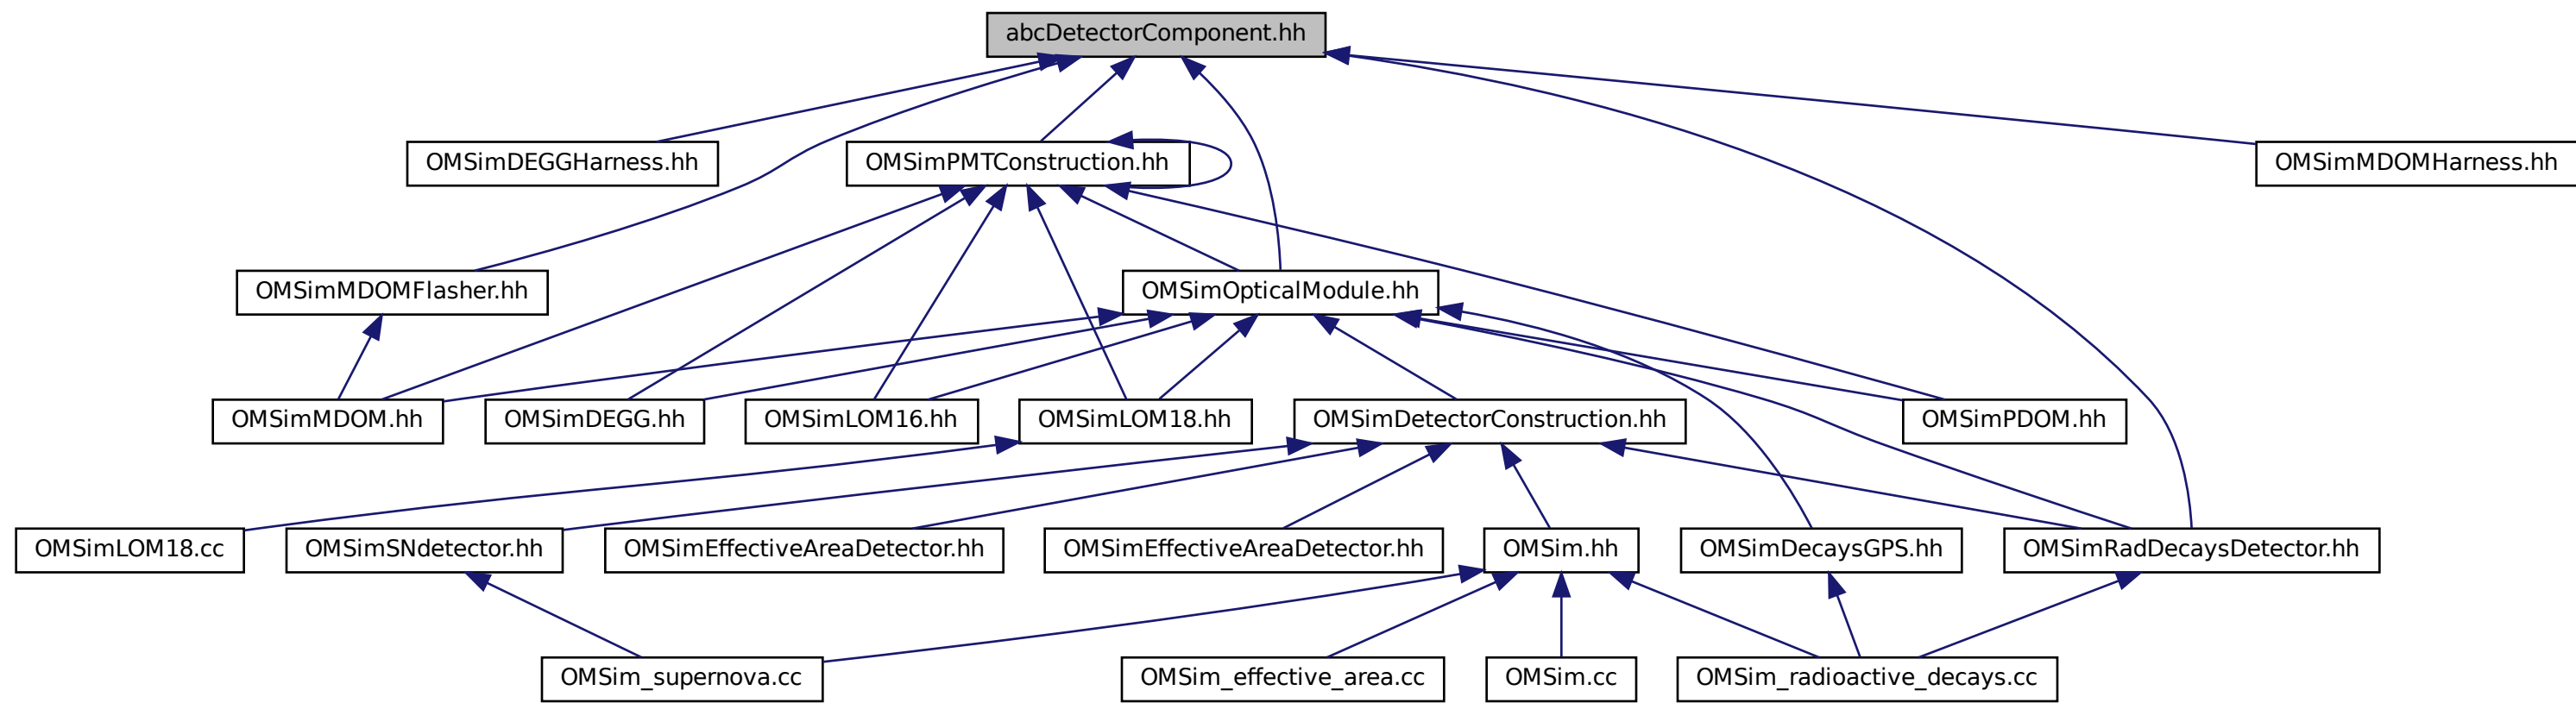 abcDetectorComponent.hh
OMSimDEGGHarness.hh
OMSimPMTConstruction.hh
OMSimMDOMHarness.hh
OMSimMDOMFlasher.hh
OMSimOpticalModule.hh
OMSimMDOM.hh
OMSimDEGG.hh
OMSimLOM16.hh
OMSimLOM18.hh
OMSimDetectorConstruction.hh
OMSimPDOM.hh
OMSimLOM18.cc
OMSimSNdetector.hh
OMSimEffectiveAreaDetector.hh
OMSimEffectiveAreaDetector.hh
OMSim.hh
OMSimDecaysGPS.hh
OMSimRadDecaysDetector.hh
OMSim_supernova.cc
OMSim_effective_area.cc
OMSim.cc
OMSim_radioactive_decays.cc